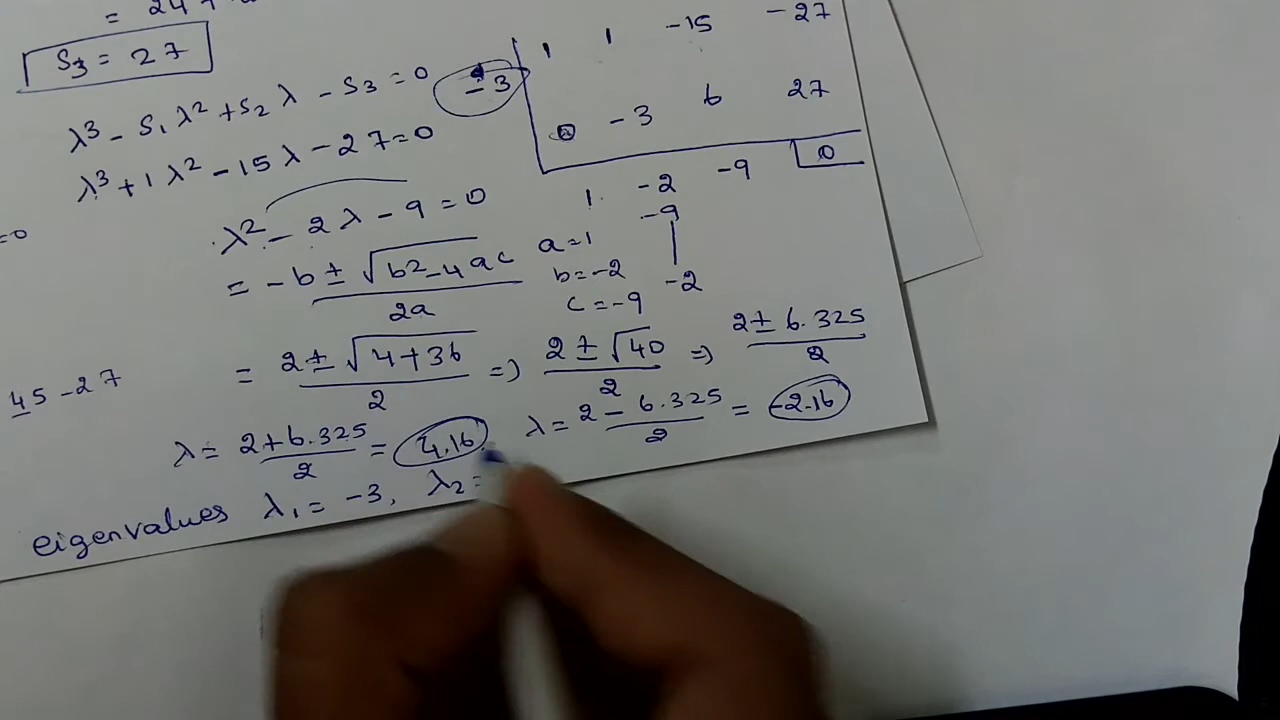 = 24
S3 = 27
λ³ - S₁λ² + S₂λ - S3 = 0
λ³ + 1λ² - 15λ - 27 = 0
-3 | 1 1 -15 -27
0 -3 6 27
1 -2 -9 | 0
=0
λ² - 2λ - 9 = 0
-9
-2
= -b ± √b2-4ac / 2a
a=1
b=-2
c=-9
= 2 ± √4+36 / 2 => 2 ± √40 / 2 => 2 ± 6.325 / 2
45-27
λ = 2+6.325 / 2 = 4.16
λ = 2 - 6.325 / 2 = -2.16
eigenvalues λ₁ = -3, λ₂ =